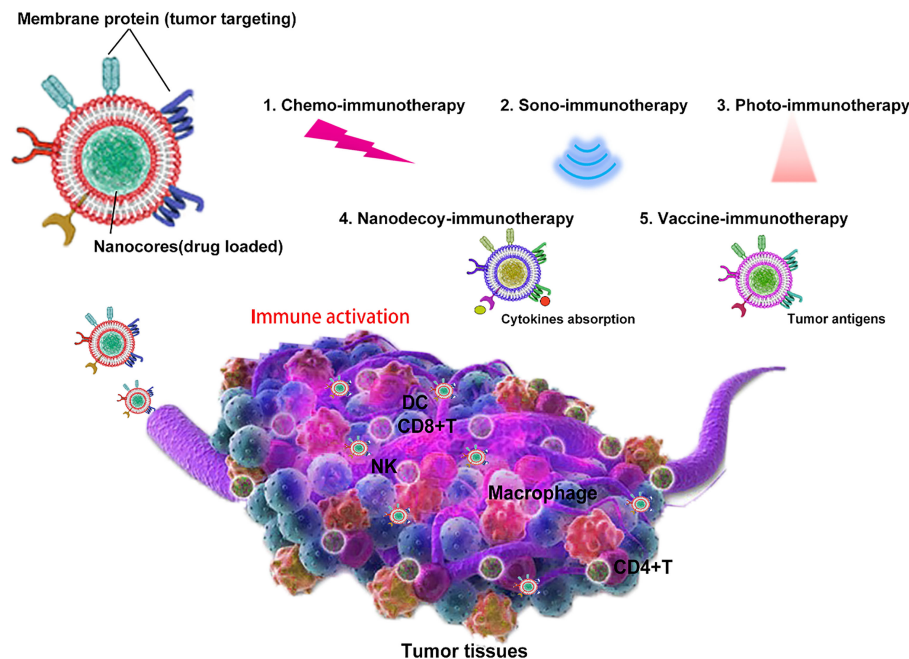 Membrane protein (tumor targeting)
1. Chemo-immunotherapy
2. Sono-immunotherapy
3. Photo-immunotherapy
Nanocores(drug loaded)
4. Nanodecoy-immunotherapy
5. Vaccine-immunotherapy
Cytokines absorption
Tumor antigens
Immune activation
DC
CD8+T
NK
Macrophage
CD4+T
Tumor tissues